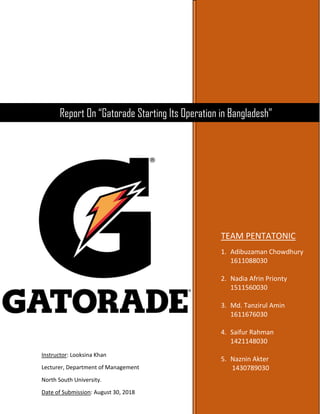 Report On “Gatorade Starting Its Operation in Bangladesh”
G
®
GATORADE
TEAM PENTATONIC
1. Adibuzaman Chowdhury
1611088030
2. Nadia Afrin Prionty
1511560030
3. Md. Tanzirul Amin
1611676030
4. Saifur Rahman
1421148030
5. Naznin Akter
1430789030
Instructor: Looksina Khan
Lecturer, Department of Management
North South University.
Date of Submission: August 30, 2018